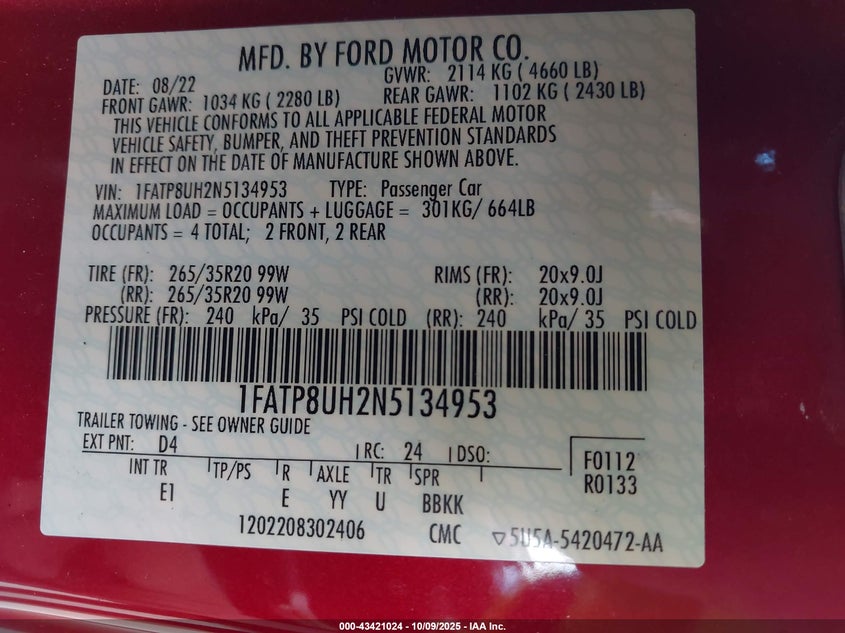 MFD. BY FORD MOTOR CO.
DATE: 08/22 GVWR: 2114 KG ( 4660 LB)
FRONT GAWR: 1034 KG ( 2280 LB) REAR GAWR: 1102 KG ( 2430 LB)
THIS VEHICLE CONFORMS TO ALL APPLICABLE FEDERAL MOTOR
VEHICLE SAFETY, BUMPER, AND THEFT PREVENTION STANDARDS
IN EFFECT ON THE DATE OF MANUFACTURE SHOWN ABOVE.
VIN: 1FATP8UH2N5134953 TYPE: Passenger Car
MAXIMUM LOAD = OCCUPANTS + LUGGAGE = 301KG/ 664LB
OCCUPANTS = 4 TOTAL; 2 FRONT, 2 REAR
TIRE (FR): 265/35R20 99W RIMS (FR): 20x9.0J
(RR): 265/35R20 99W (RR): 20x9.0J
PRESSURE (FR): 240 kPa/ 35 PSI COLD (RR): 240 kPa/ 35 PSI COLD
1FATP8UH2N5134953
TRAILER TOWING - SEE OWNER GUIDE
EXT PNT: D4 RC: 24 DSO:
F0112
R0133
INT TR TP/PS R AXLE TR SPR
E1 E YY U BBKK
1202208302406 CMC ▽5U5A-5420472-AA
000-43421024 - 10/09/2025 - IAA Inc.